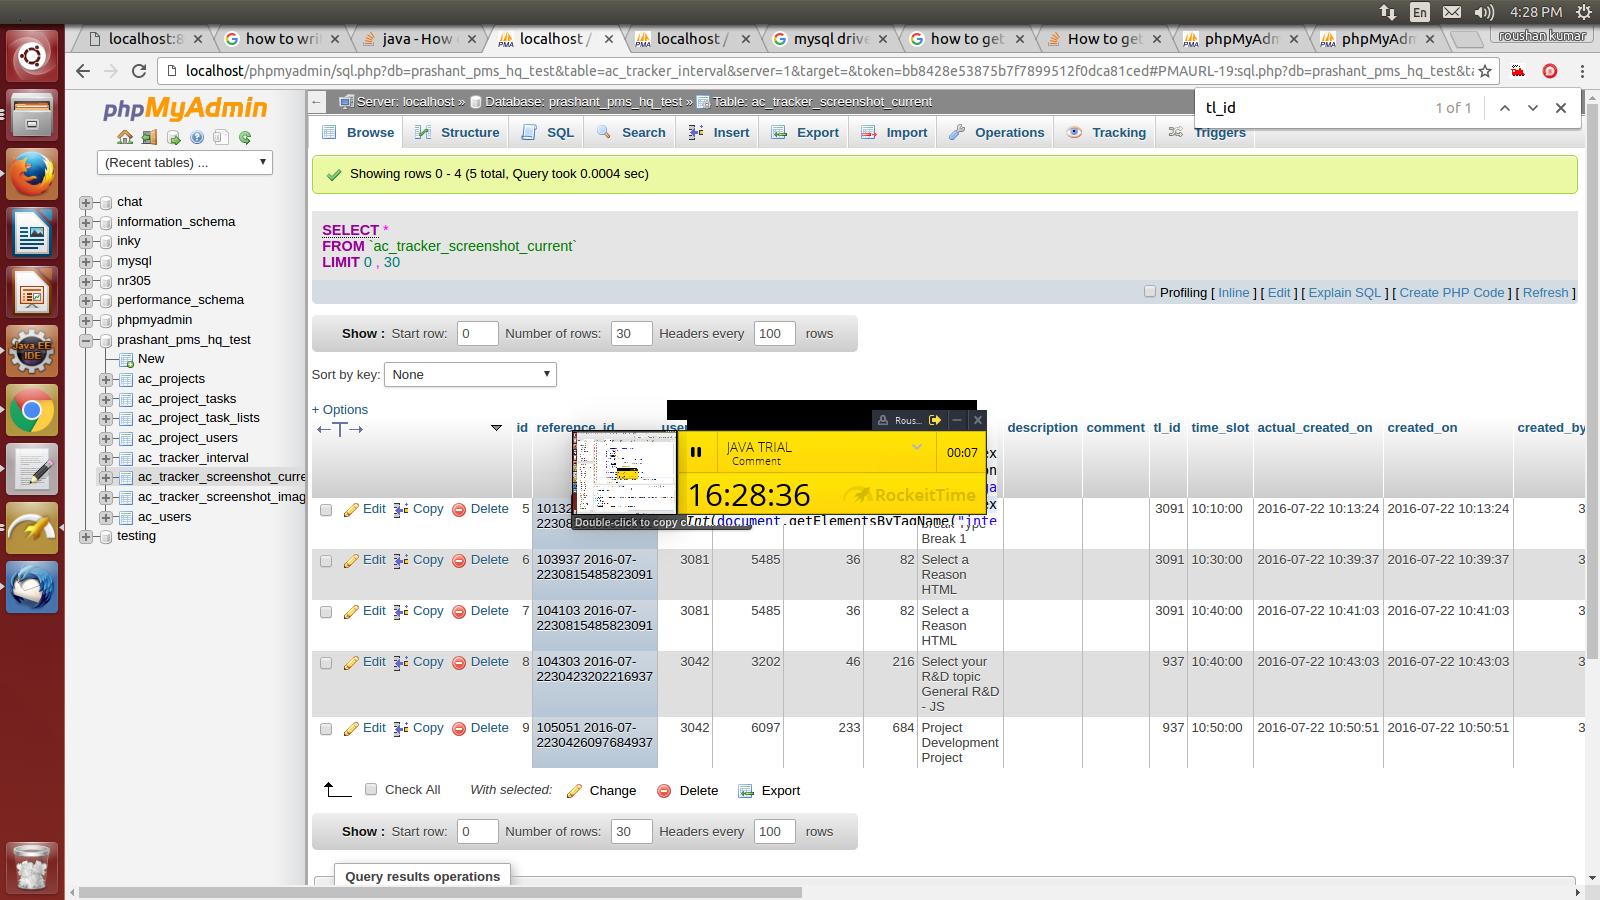 En
4:28 PM
roushan kumar
localhost:8
how to wri
java - How
localhost /
localhost /
mysql drive
how to get
How to get
phpMyAdm
phpMyAdm
localhost/phpmyadmin/sql.php?db=prashant_pms_hq_test&table=ac_tracker_interval&server=1&target=&token=bb8428e53875b7f7899512f0dca81ced#PMAURL-19:sql.php?db=prashant_pms_hq_test&ta
tl_id 1 of 1
phpMyAdmin
(Recent tables) ...
chat
information_schema
inky
mysql
nr305
performance_schema
phpmyadmin
prashant_pms_hq_test
New
ac_projects
ac_project_tasks
ac_project_task_lists
ac_project_users
ac_tracker_interval
ac_tracker_screenshot_curre
ac_tracker_screenshot_imag
ac_users
testing
Server: localhost » Database: prashant_pms_hq_test » Table: ac_tracker_screenshot_current
Browse Structure SQL Search Insert Export Import Operations Tracking Triggers
Showing rows 0 - 4 (5 total, Query took 0.0004 sec)
SELECT *
FROM `ac_tracker_screenshot_current`
LIMIT 0 , 30
Profiling [ Inline ] [ Edit ] [ Explain SQL ] [ Create PHP Code ] [ Refresh ]
Show : Start row: 0 Number of rows: 30 Headers every 100 rows
Sort by key: None
+ Options
id reference_id user description comment tl_id time_slot actual_created_on created_on created_by
Rous...
JAVA TRIAL
Comment
00:07
16:28:36
RockeitTime
Double-click to copy c
Int(document.getElementsByTagName("inte
Edit Copy Delete 5 3091 10:10:00 2016-07-22 10:13:24 2016-07-22 10:13:24 3
Break 1
Edit Copy Delete 6 103937 2016-07-2230815485823091 3081 5485 36 82 Select a Reason HTML 3091 10:30:00 2016-07-22 10:39:37 2016-07-22 10:39:37 3
Edit Copy Delete 7 104103 2016-07-2230815485823091 3081 5485 36 82 Select a Reason HTML 3091 10:40:00 2016-07-22 10:41:03 2016-07-22 10:41:03 3
Edit Copy Delete 8 104303 2016-07-2230423202216937 3042 3202 46 216 Select your R&D topic General R&D - JS 937 10:40:00 2016-07-22 10:43:03 2016-07-22 10:43:03 3
Edit Copy Delete 9 105051 2016-07-2230426097684937 3042 6097 233 684 Project Development Project 937 10:50:00 2016-07-22 10:50:51 2016-07-22 10:50:51 3
Check All With selected: Change Delete Export
Show : Start row: 0 Number of rows: 30 Headers every 100 rows
Query results operations